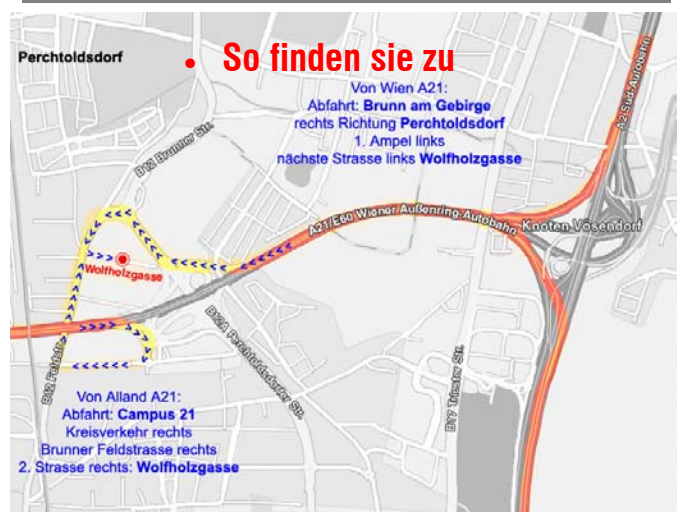 Perchtoldsdorf
• So finden sie zu
Von Wien A21:
Abfahrt: Brunn am Gebirge
rechts Richtung Perchtoldsdorf
1. Ampel links
nächste Strasse links Wolfholzgasse
A2 Süd-Autobahn
B13 Brunner Str.
A21/E60 Wiener Außenring-Autobahn
Knoten Vösendorf
Wolfholzgasse
B12A Perchtoldsdorfer Str.
B12 Feldstr.
B17 Triester Str.
Von Alland A21:
Abfahrt: Campus 21
Kreisverkehr rechts
Brunner Feldstrasse rechts
2. Strasse rechts: Wolfholzgasse